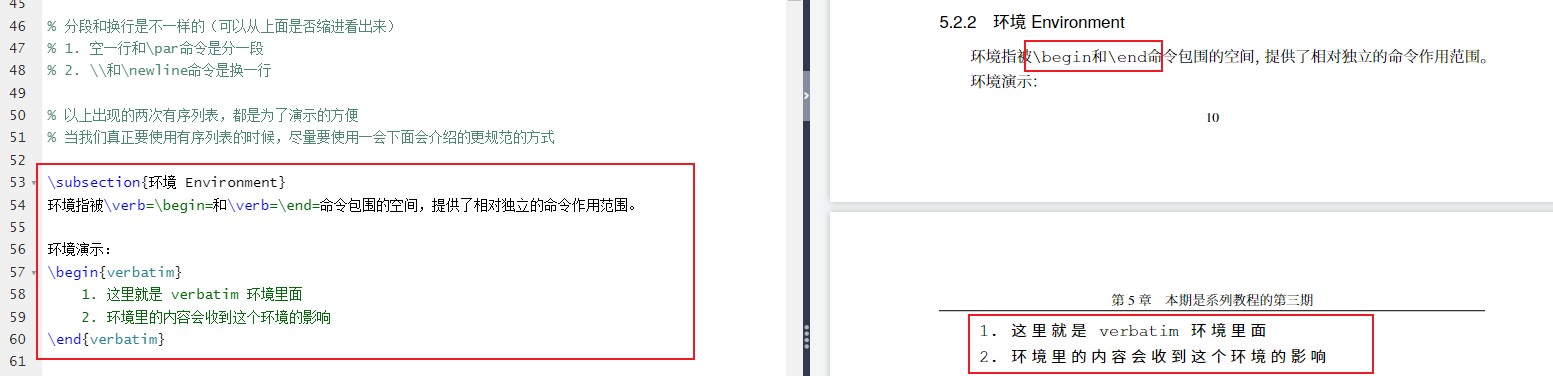 45
46 % 分段和换行是不一样的（可以从上面是否缩进看出来）
47 % 1. 空一行和\par命令是分一段
48 % 2. \\和\newline命令是换一行
49
50 % 以上出现的两次有序列表，都是为了演示的方便
51 % 当我们真正要使用有序列表的时候，尽量要使用一会下面会介绍的更规范的方式
52
53 \subsection{环境 Environment}
54 环境指被\verb=\begin=和\verb=\end=命令包围的空间，提供了相对独立的命令作用范围。
55
56 环境演示：
57 \begin{verbatim}
58     1. 这里就是 verbatim 环境里面
59     2. 环境里的内容会收到这个环境的影响
60 \end{verbatim}
61
5.2.2 环境 Environment
环境指被\begin和\end命令包围的空间，提供了相对独立的命令作用范围。
环境演示：
10
第 5 章 本期是系列教程的第三期
1. 这里就是 verbatim 环境里面
2. 环境里的内容会收到这个环境的影响